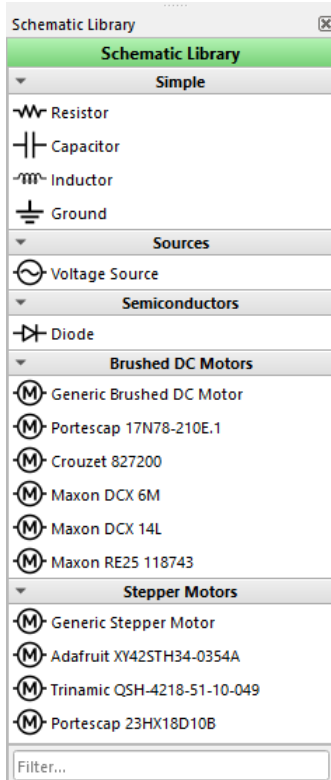 Schematic Library
Schematic Library
Simple
Resistor
Capacitor
Inductor
Ground
Sources
Voltage Source
Semiconductors
Diode
Brushed DC Motors
M Generic Brushed DC Motor
M Portescap 17N78-210E.1
M Crouzet 827200
M Maxon DCX 6M
M Maxon DCX 14L
M Maxon RE25 118743
Stepper Motors
M Generic Stepper Motor
M Adafruit XY42STH34-0354A
M Trinamic QSH-4218-51-10-049
M Portescap 23HX18D10B
Filter...